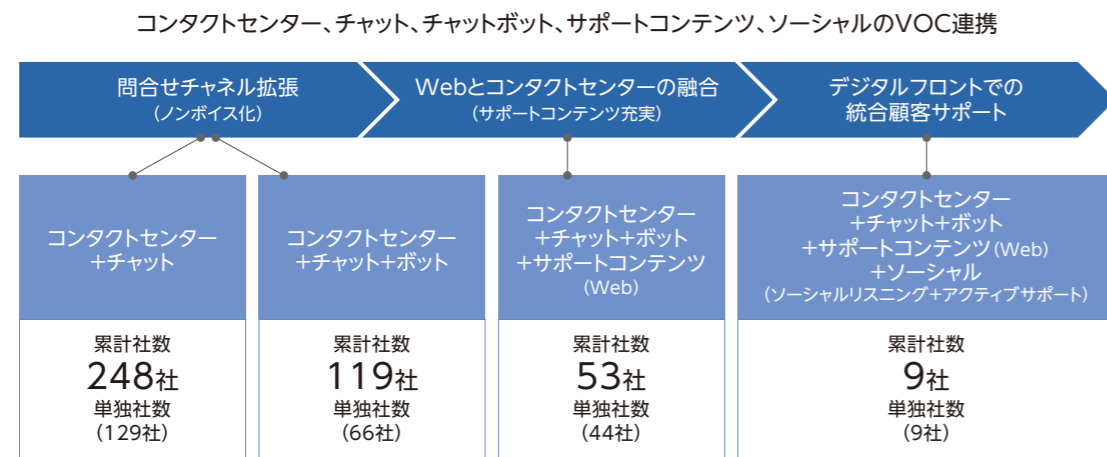 コンタクトセンター、チャット、チャットボット、サポートコンテンツ、ソーシャルのVOC連携
問合せチャネル拡張
(ノンボイス化)
Webとコンタクトセンターの融合
(サポートコンテンツ充実)
デジタルフロントでの
統合顧客サポート
コンタクトセンター
+チャット
コンタクトセンター
+チャット+ボット
コンタクトセンター
+チャット+ボット
+サポートコンテンツ
(Web)
コンタクトセンター
+チャット+ボット
+サポートコンテンツ(Web)
+ソーシャル
(ソーシャルリスニング+アクティブサポート)
累計社数
248社
単独社数
(129社)
累計社数
119社
単独社数
(66社)
累計社数
53社
単独社数
(44社)
累計社数
9社
単独社数
(9社)